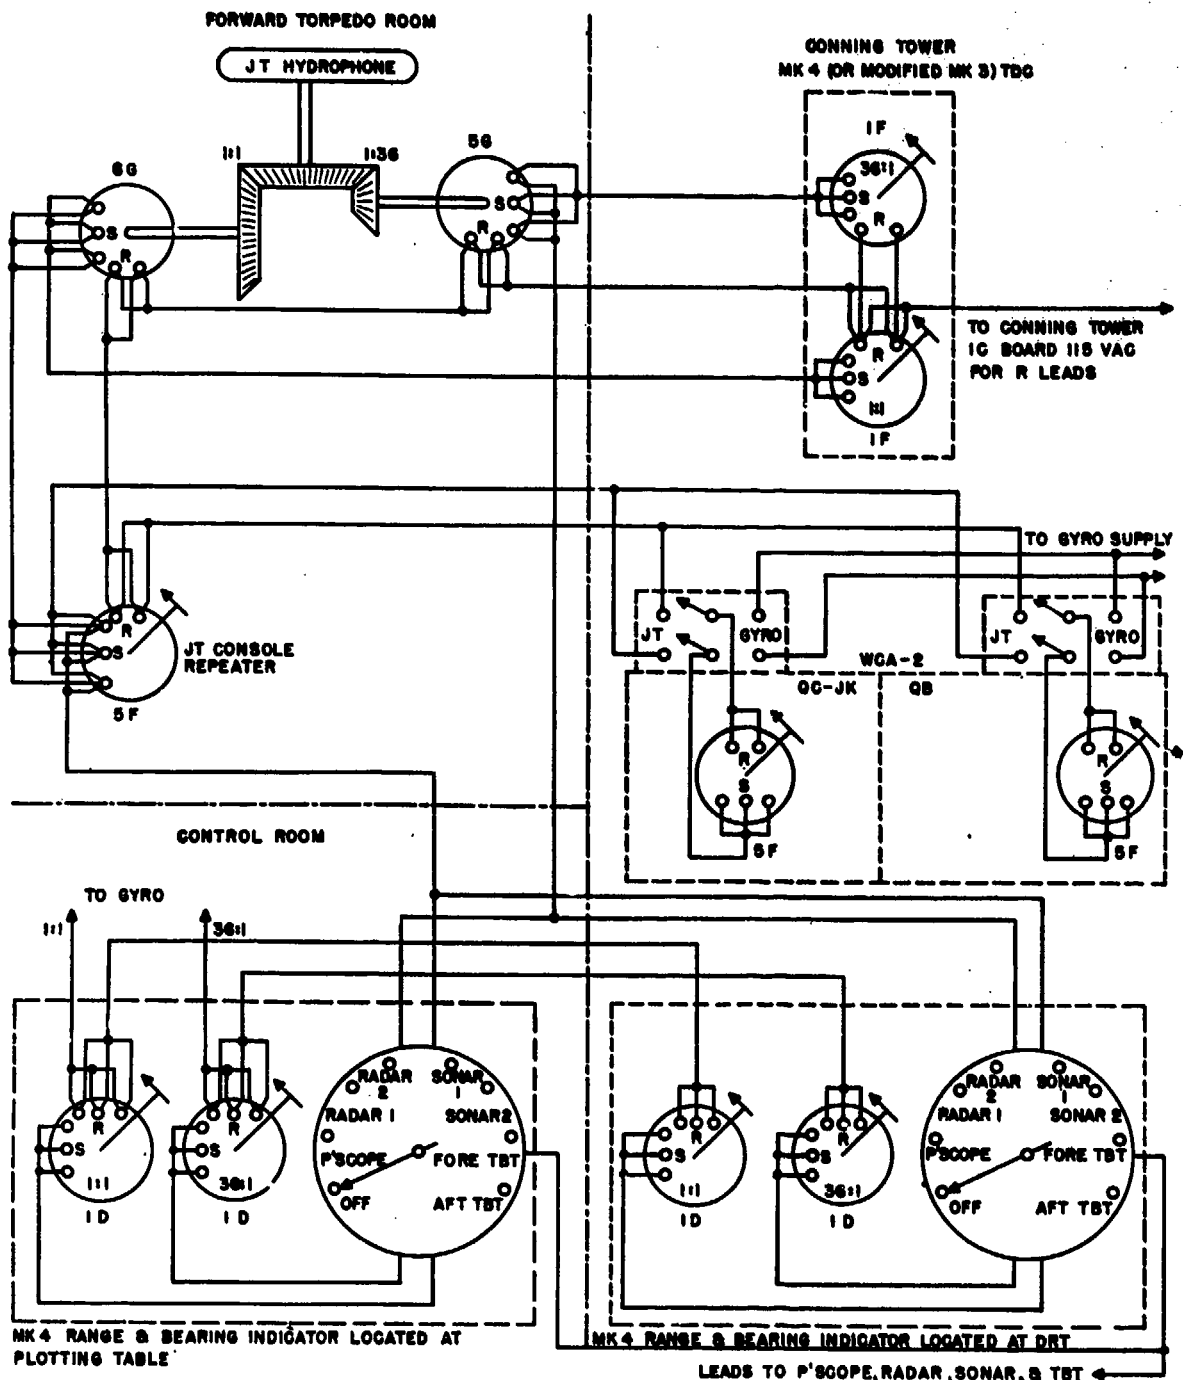 FORWARD TORPEDO ROOM
JT HYDROPHONE
CONNING TOWER
MK 4 (OR MODIFIED MK 3) TDC
1:1
1:36
6G
5G
S
R
S
R
1F
36:1
S
R
R
S
1:1
1F
TO CONNING TOWER
IC BOARD 115 VAC
FOR R LEADS
TO GYRO SUPPLY
R
S
JT CONSOLE
REPEATER
5F
JT
GYRO
WCA-2
JT
GYRO
QC-JK
QB
R
S
5F
R
S
5F
CONTROL ROOM
TO GYRO
1:1
36:1
R
S
1:1
1D
R
S
36:1
1D
RADAR
2
SONAR
1
RADAR 1
SONAR 2
P'SCOPE
FORE TBT
OFF
AFT TBT
R
S
1:1
1D
R
S
36:1
1D
RADAR
2
SONAR
1
RADAR 1
SONAR 2
P'SCOPE
FORE TBT
OFF
AFT TBT
MK 4 RANGE & BEARING INDICATOR LOCATED AT
PLOTTING TABLE
MK 4 RANGE & BEARING INDICATOR LOCATED AT DRT
LEADS TO P'SCOPE, RADAR, SONAR, & TBT